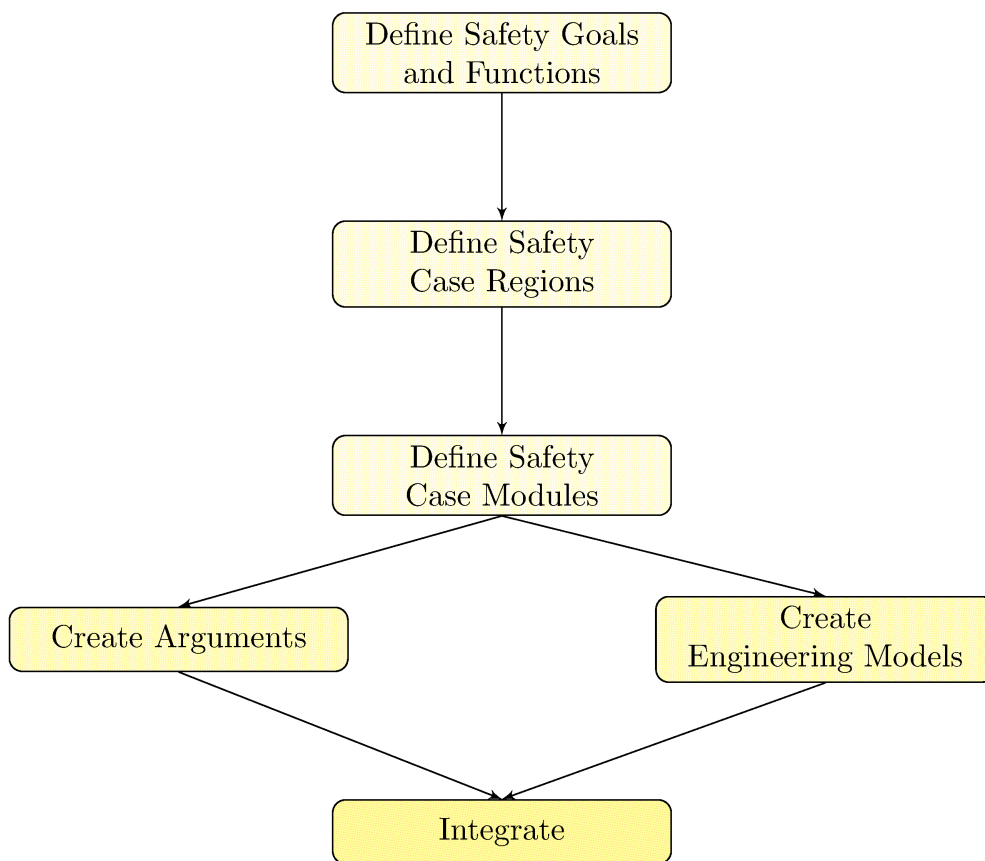 Define Safety Goals
and Functions
Define Safety
Case Regions
Define Safety
Case Modules
Create Arguments
Create
Engineering Models
Integrate